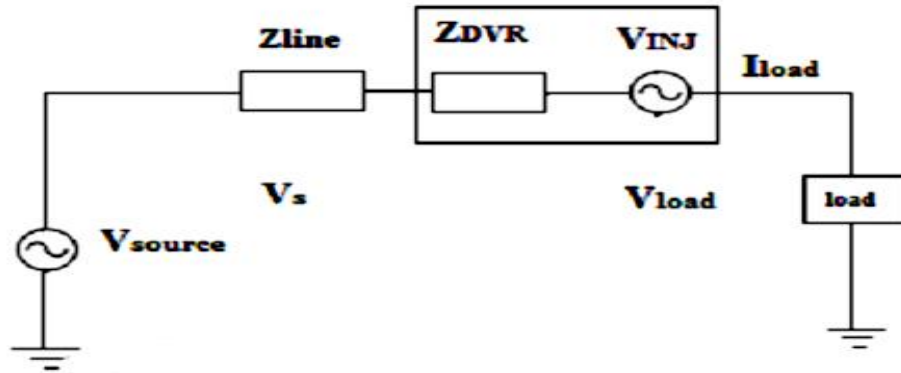 Zline
ZDVR
VINJ
Iload
Vs
Vload
load
Vsource